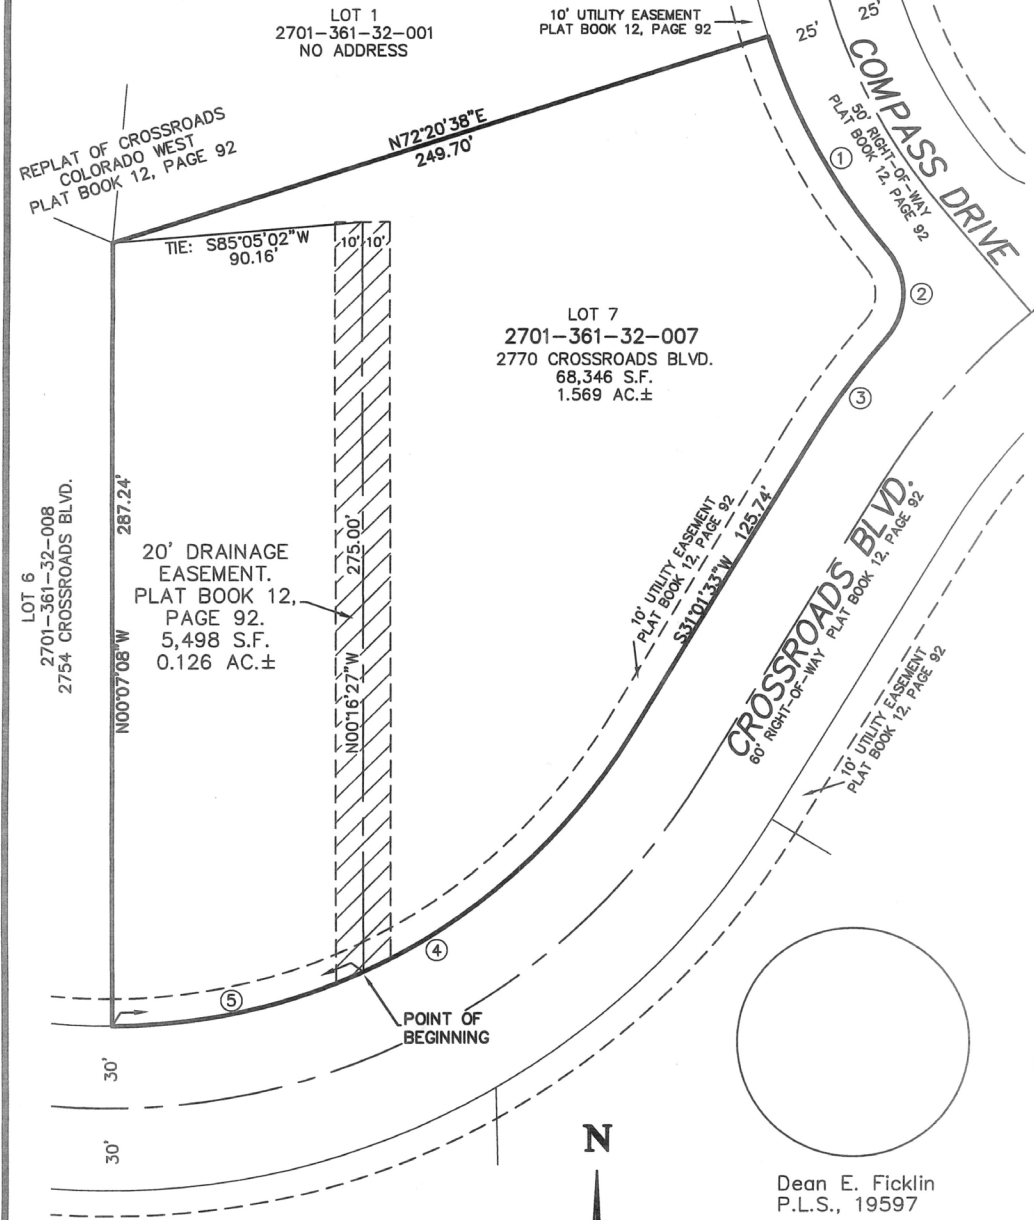 LOT 1
2701-361-32-001
NO ADDRESS
10' UTILITY EASEMENT
PLAT BOOK 12, PAGE 92
25'
25'
COMPASS DRIVE
50' RIGHT-OF-WAY
PLAT BOOK 12, PAGE 92
REPLAT OF CROSSROADS
COLORADO WEST
PLAT BOOK 12, PAGE 92
N72°20'38"E
249.70'
1
TIE: S85°05'02"W
90.16'
10'
10'
2
LOT 7
2701-361-32-007
2770 CROSSROADS BLVD.
68,346 S.F.
1.569 AC.±
3
LOT 6
2701-361-32-008
2754 CROSSROADS BLVD.
N00°07'08"W
287.24'
20' DRAINAGE
EASEMENT.
PLAT BOOK 12,
PAGE 92.
5,498 S.F.
0.126 AC.±
N00°16'27"W
275.00'
10' UTILITY EASEMENT
PLAT BOOK 12, PAGE 92
S31°01'33"W
125.74'
CROSSROADS BLVD.
60' RIGHT-OF-WAY
PLAT BOOK 12, PAGE 92
10' UTILITY EASEMENT
PLAT BOOK 12, PAGE 92
4
5
POINT OF
BEGINNING
30'
30'
N
Dean E. Ficklin
P.L.S., 19597